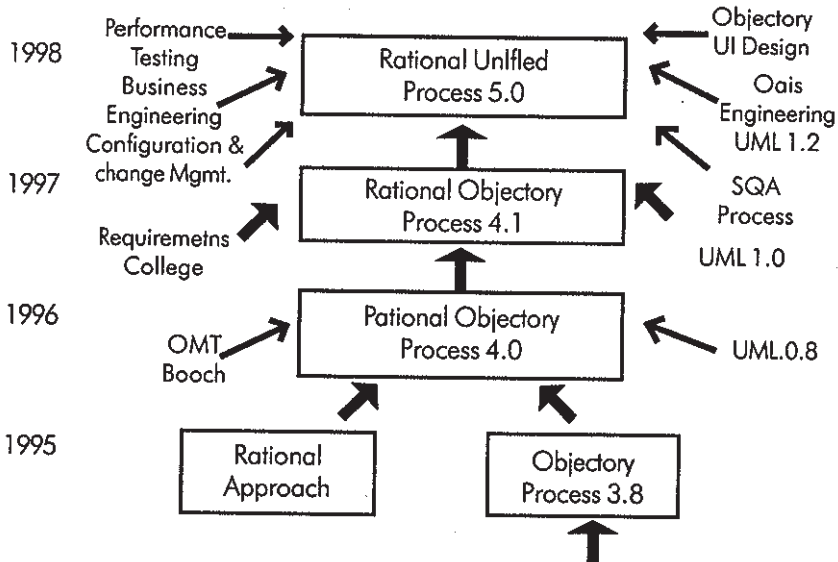 1998
Performance
Testing
Business
Engineering
Configuration &
change Mgmt.
Rational Unlfled
Process 5.0
Objectory
UI Design
Oais
Engineering
UML 1.2
1997
Rational Objectory
Process 4.1
SQA
Process
Requiremetns
College
UML 1.0
1996
Pational Objectory
Process 4.0
OMT
Booch
UML.0.8
1995
Rational
Approach
Objectory
Process 3.8